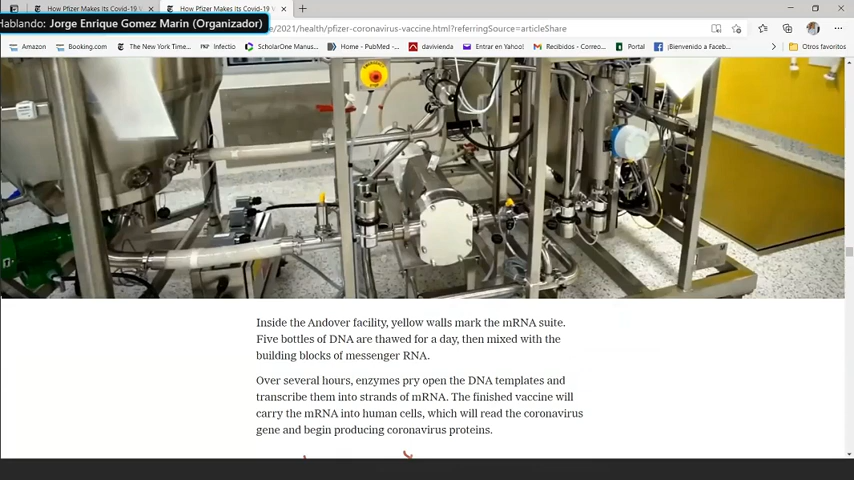 How Pfizer Makes Its Covid-19 V
How Pfizer Makes Its Covid-19 V
Hablando: Jorge Enrique Gomez Marin (Organizador)
e/2021/health/pfizer-coronavirus-vaccine.html?referringSource=articleShare
Amazon
Booking.com
The New York Time...
Infectio
ScholarOne Manuscr...
Home - PubMed -...
davivienda
Entrar en Yahoo!
Recibidos - Correo...
Portal
¡Bienvenido a Faceb...
Otros favoritos
Inside the Andover facility, yellow walls mark the mRNA suite.
Five bottles of DNA are thawed for a day, then mixed with the
building blocks of messenger RNA.
Over several hours, enzymes pry open the DNA templates and
transcribe them into strands of mRNA. The finished vaccine will
carry the mRNA into human cells, which will read the coronavirus
gene and begin producing coronavirus proteins.